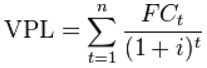 VPL = \sum_{t=1}^{n} \frac{FC_t}{(1+i)^t}